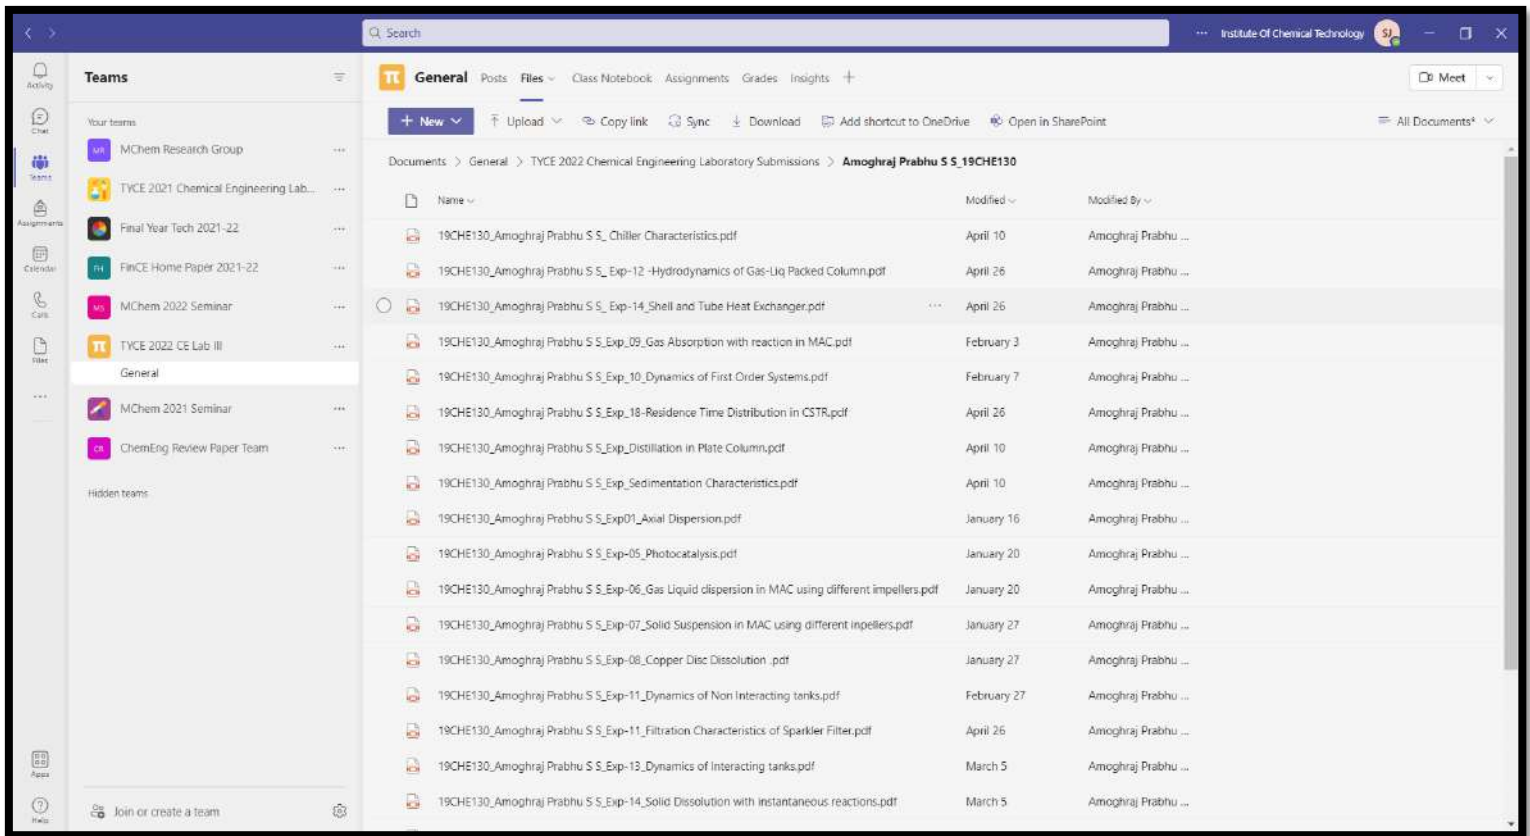 Search
Institute Of Chemical Technology
SJ
Activity
Chat
Teams
Assignments
Calendar
Calls
Files
Apps
Help
Teams
Your teams
MR MChem Research Group
TYCE 2021 Chemical Engineering Lab...
Final Year Tech 2021-22
FH FinCE Home Paper 2021-22
MS MChem 2022 Seminar
π TYCE 2022 CE Lab III
General
MChem 2021 Seminar
CR ChemEng Review Paper Team
Hidden teams
Join or create a team
π General Posts Files Class Notebook Assignments Grades Insights Meet
New Upload Copy link Sync Download Add shortcut to OneDrive Open in SharePoint All Documents*
Documents > General > TYCE 2022 Chemical Engineering Laboratory Submissions > Amoghraj Prabhu S S_19CHE130
Name Modified Modified By
19CHE130_Amoghraj Prabhu S S_ Chiller Characteristics.pdf April 10 Amoghraj Prabhu ...
19CHE130_Amoghraj Prabhu S S_ Exp-12 -Hydrodynamics of Gas-Liq Packed Column.pdf April 26 Amoghraj Prabhu ...
19CHE130_Amoghraj Prabhu S S_ Exp-14_Shell and Tube Heat Exchanger.pdf ... April 26 Amoghraj Prabhu ...
19CHE130_Amoghraj Prabhu S S_Exp_09_Gas Absorption with reaction in MAC.pdf February 3 Amoghraj Prabhu ...
19CHE130_Amoghraj Prabhu S S_Exp_10_Dynamics of First Order Systems.pdf February 7 Amoghraj Prabhu ...
19CHE130_Amoghraj Prabhu S S_Exp_18-Residence Time Distribution in CSTR.pdf April 26 Amoghraj Prabhu ...
19CHE130_Amoghraj Prabhu S S_Exp_Distillation in Plate Column.pdf April 10 Amoghraj Prabhu ...
19CHE130_Amoghraj Prabhu S S_Exp_Sedimentation Characteristics.pdf April 10 Amoghraj Prabhu ...
19CHE130_Amoghraj Prabhu S S_Exp01_Axial Dispersion.pdf January 16 Amoghraj Prabhu ...
19CHE130_Amoghraj Prabhu S S_Exp-05_Photocatalysis.pdf January 20 Amoghraj Prabhu ...
19CHE130_Amoghraj Prabhu S S_Exp-06_Gas Liquid dispersion in MAC using different impellers.pdf January 20 Amoghraj Prabhu ...
19CHE130_Amoghraj Prabhu S S_Exp-07_Solid Suspension in MAC using different inpellers.pdf January 27 Amoghraj Prabhu ...
19CHE130_Amoghraj Prabhu S S_Exp-08_Copper Disc Dissolution .pdf January 27 Amoghraj Prabhu ...
19CHE130_Amoghraj Prabhu S S_Exp-11_Dynamics of Non Interacting tanks.pdf February 27 Amoghraj Prabhu ...
19CHE130_Amoghraj Prabhu S S_Exp-11_Filtration Characteristics of Sparkler Filter.pdf April 26 Amoghraj Prabhu ...
19CHE130_Amoghraj Prabhu S S_Exp-13_Dynamics of Interacting tanks.pdf March 5 Amoghraj Prabhu ...
19CHE130_Amoghraj Prabhu S S_Exp-14_Solid Dissolution with instantaneous reactions.pdf March 5 Amoghraj Prabhu ...